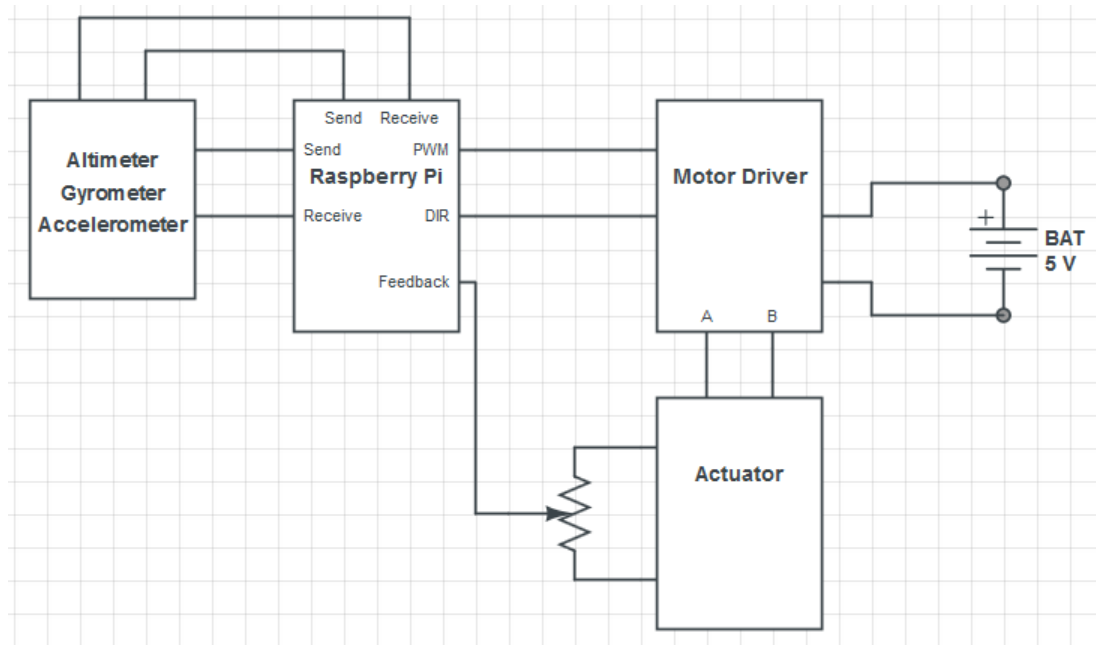 Send Receive
Altimeter
Gyrometer
Accelerometer
Send PWM
Raspberry Pi
Receive DIR
Feedback
Motor Driver
A B
+
BAT
5 V
Actuator